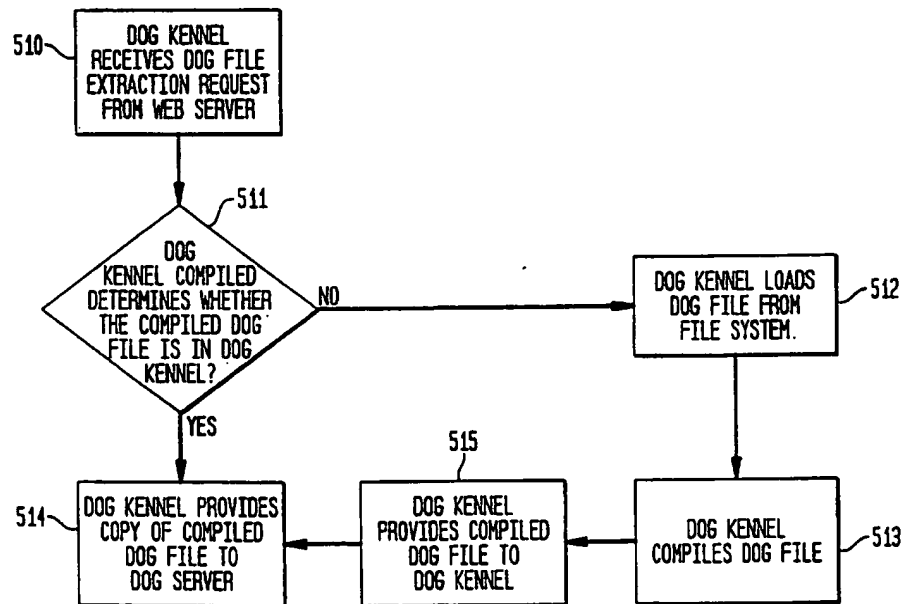 510
DOG KENNEL
RECEIVES DOG FILE
EXTRACTION REQUEST
FROM WEB SERVER
511
DOG
KENNEL COMPILED
DETERMINES WHETHER
THE COMPILED DOG
FILE IS IN DOG
KENNEL?
NO
YES
DOG KENNEL LOADS
DOG FILE FROM
FILE SYSTEM.
512
DOG KENNEL
COMPILES DOG FILE
513
515
DOG KENNEL
PROVIDES COMPILED
DOG FILE TO
DOG KENNEL
514
DOG KENNEL PROVIDES
COPY OF COMPILED
DOG FILE TO
DOG SERVER